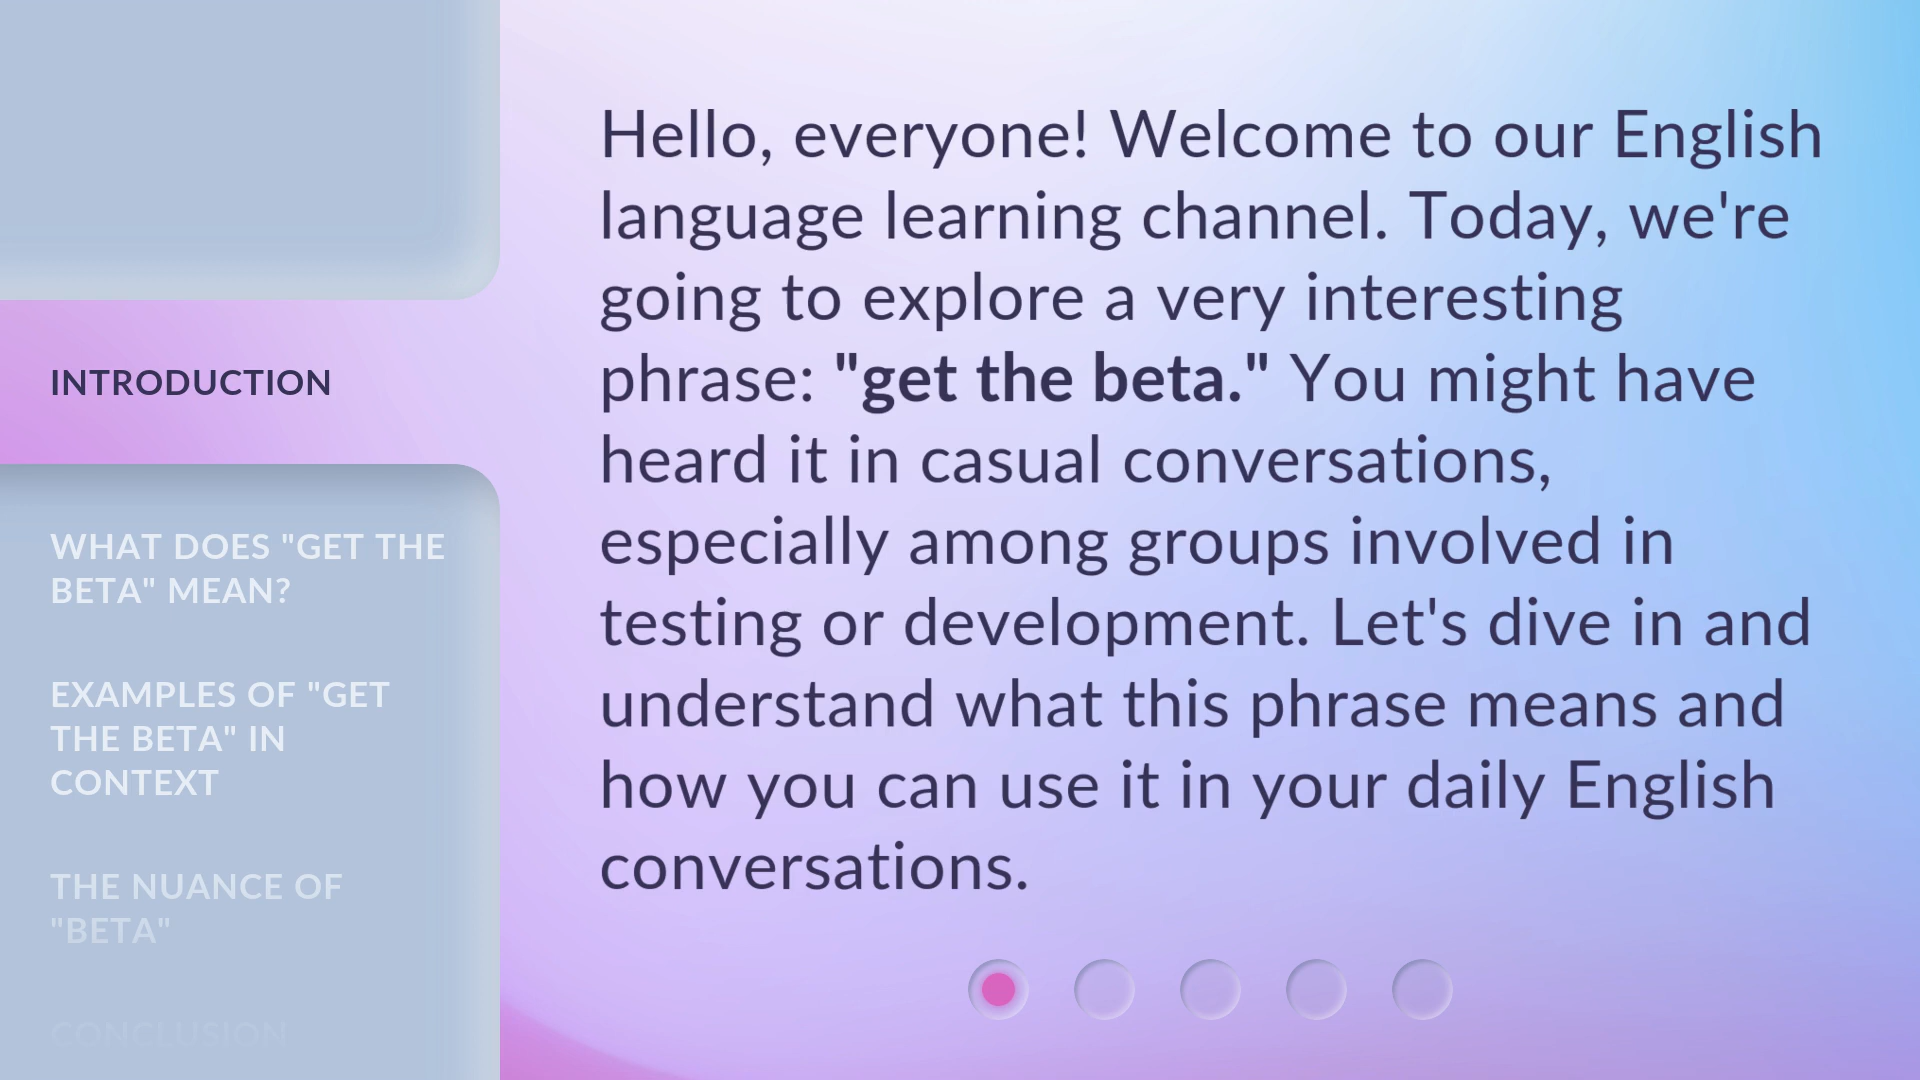 INTRODUCTION
WHAT DOES "GET THE
BETA" MEAN?
EXAMPLES OF "GET
THE BETA" IN
CONTEXT
THE NUANCE OF
"BETA"
CONCLUSION
Hello, everyone! Welcome to our English
language learning channel. Today, we're
going to explore a very interesting
phrase: "get the beta." You might have
heard it in casual conversations,
especially among groups involved in
testing or development. Let's dive in and
understand what this phrase means and
how you can use it in your daily English
conversations.